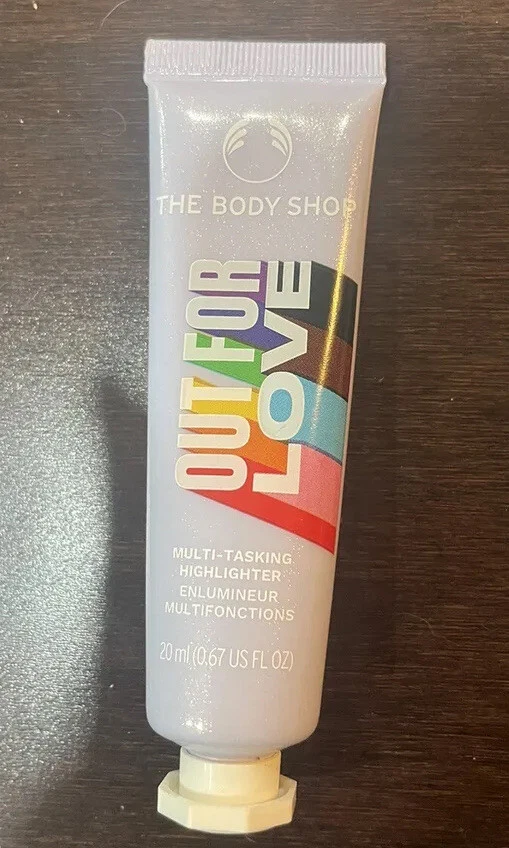 THE BODY SHOP
OUT FOR
LOVE
MULTI-TASKING
HIGHLIGHTER
ENLUMINEUR
MULTIFONCTIONS
20 ml (0.67 US FL OZ)